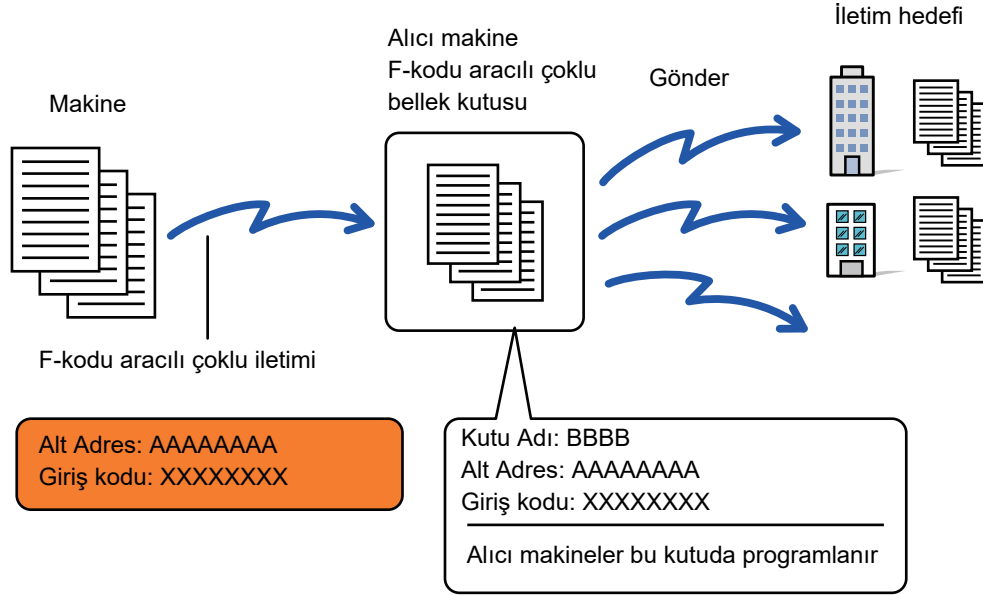 İletim hedefi
Alıcı makine
F-kodu aracılı çoklu
bellek kutusu
Gönder
Makine
F-kodu aracılı çoklu iletimi
Alt Adres: AAAAAAAA
Giriş kodu: XXXXXXXX
Kutu Adı: BBBB
Alt Adres: AAAAAAAA
Giriş kodu: XXXXXXXX
Alıcı makineler bu kutuda programlanır